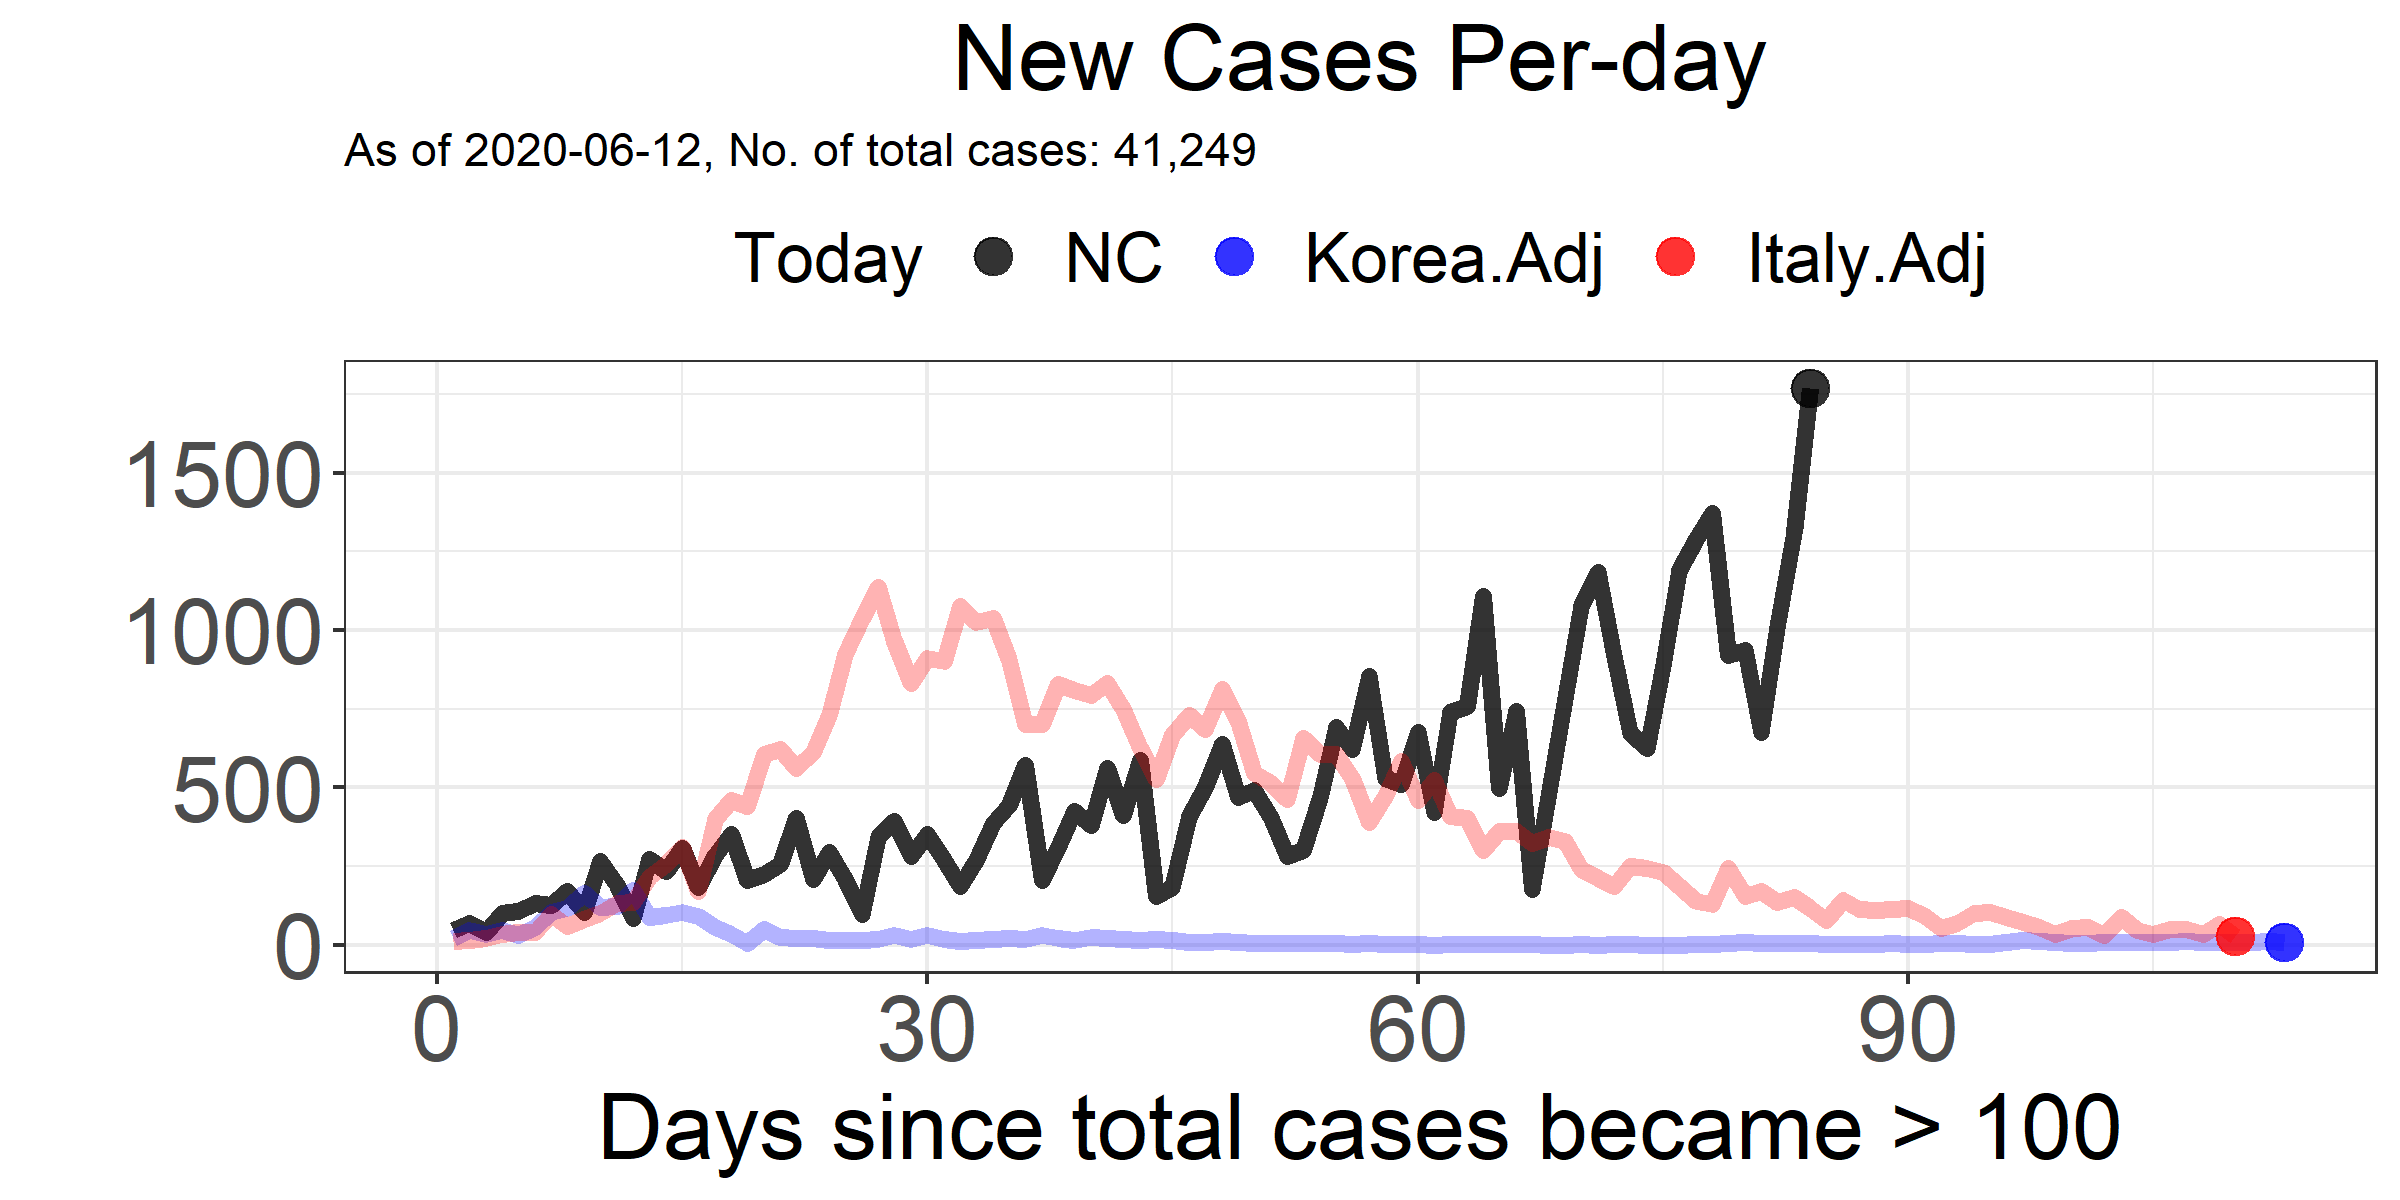 New Cases Per-day
As of 2020-06-12, No. of total cases: 41,249
Today NC Korea.Adj Italy.Adj
1500
1000
500
0
0 30 60 90
Days since total cases became > 100